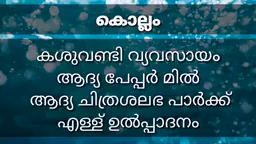 കൊല്ലം
കശുവണ്ടി വ്യവസായം
ആദ്യ പേപ്പർ മിൽ
ആദ്യ ചിത്രശലഭ പാർക്ക്
എള്ള് ഉൽപ്പാദനം